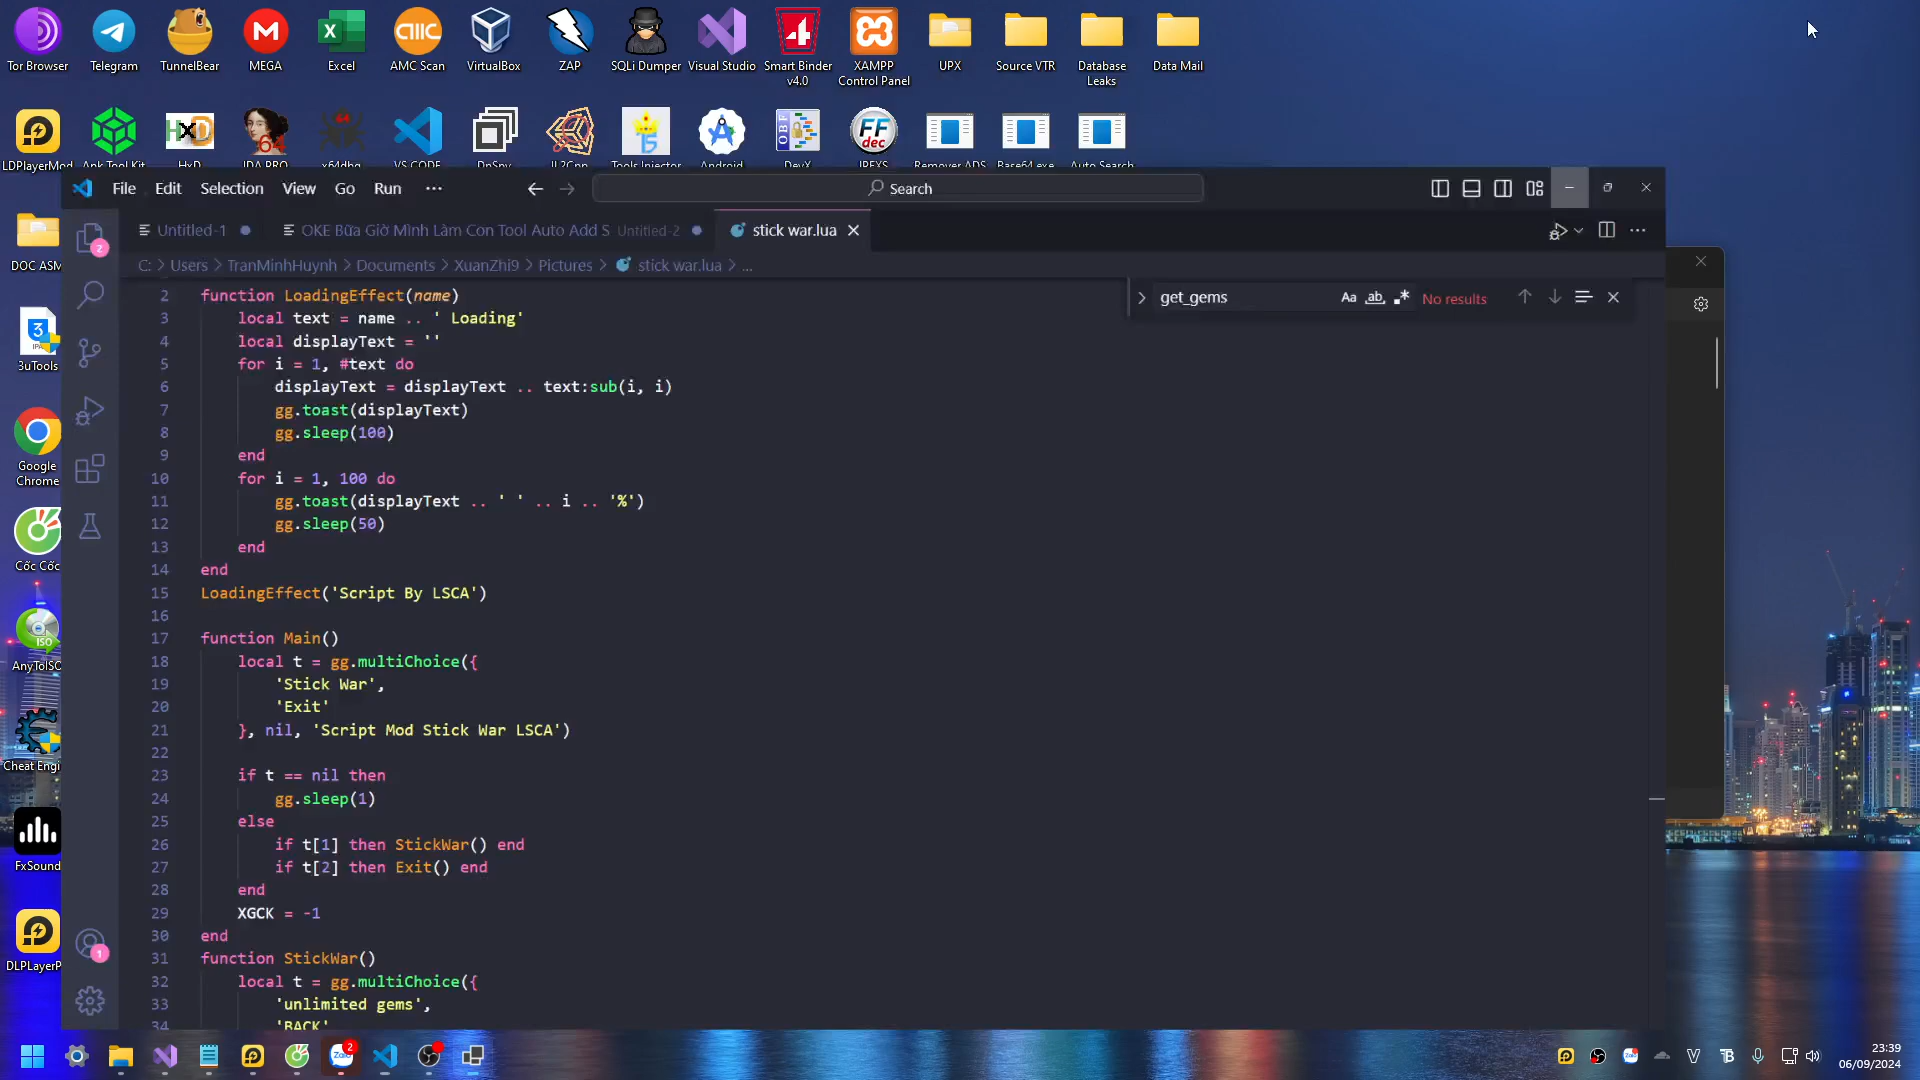 Tor Browser
Telegram
TunnelBear
MEGA
Excel
AMC Scan
VirtualBox
ZAP
SQLi Dumper
Visual Studio
Smart Binder v4.0
XAMPP Control Panel
UPX
Source VTR
Database Leaks
Data Mail
LDPlayerMod
HxD
IDA PRO
x64dbg
VS CODE
DnSpy
Tools Injector
Android
DevX
Remover ADS
Base64.exe
Auto Search
File Edit Selection View Go Run ··· Search
Untitled-1
OKE Bữa Giờ Mình Làm Con Tool Auto Add S Untitled-2
stick war.lua
C: > Users > TranMinhHuynh > Documents > XuanZhi9 > Pictures > stick war.lua > ...
get_gems Aa ab .* No results
2 function LoadingEffect(name)
3 local text = name .. ' Loading'
4 local displayText = ''
5 for i = 1, #text do
6 displayText = displayText .. text:sub(i, i)
7 gg.toast(displayText)
8 gg.sleep(100)
9 end
10 for i = 1, 100 do
11 gg.toast(displayText .. ' ' .. i .. '%')
12 gg.sleep(50)
13 end
14 end
15 LoadingEffect('Script By LSCA')
16
17 function Main()
18 local t = gg.multiChoice({
19 'Stick War',
20 'Exit'
21 }, nil, 'Script Mod Stick War LSCA')
22
23 if t == nil then
24 gg.sleep(1)
25 else
26 if t[1] then StickWar() end
27 if t[2] then Exit() end
28 end
29 XGCK = -1
30 end
31 function StickWar()
32 local t = gg.multiChoice({
33 'unlimited gems',
34 'BACK'
DOC ASM
3uTools
Google Chrome
Cốc Cốc
AnyToISO
Cheat Engi
FxSound
DLPLayerP
2
1
Zalo
2
23:39
06/09/2024